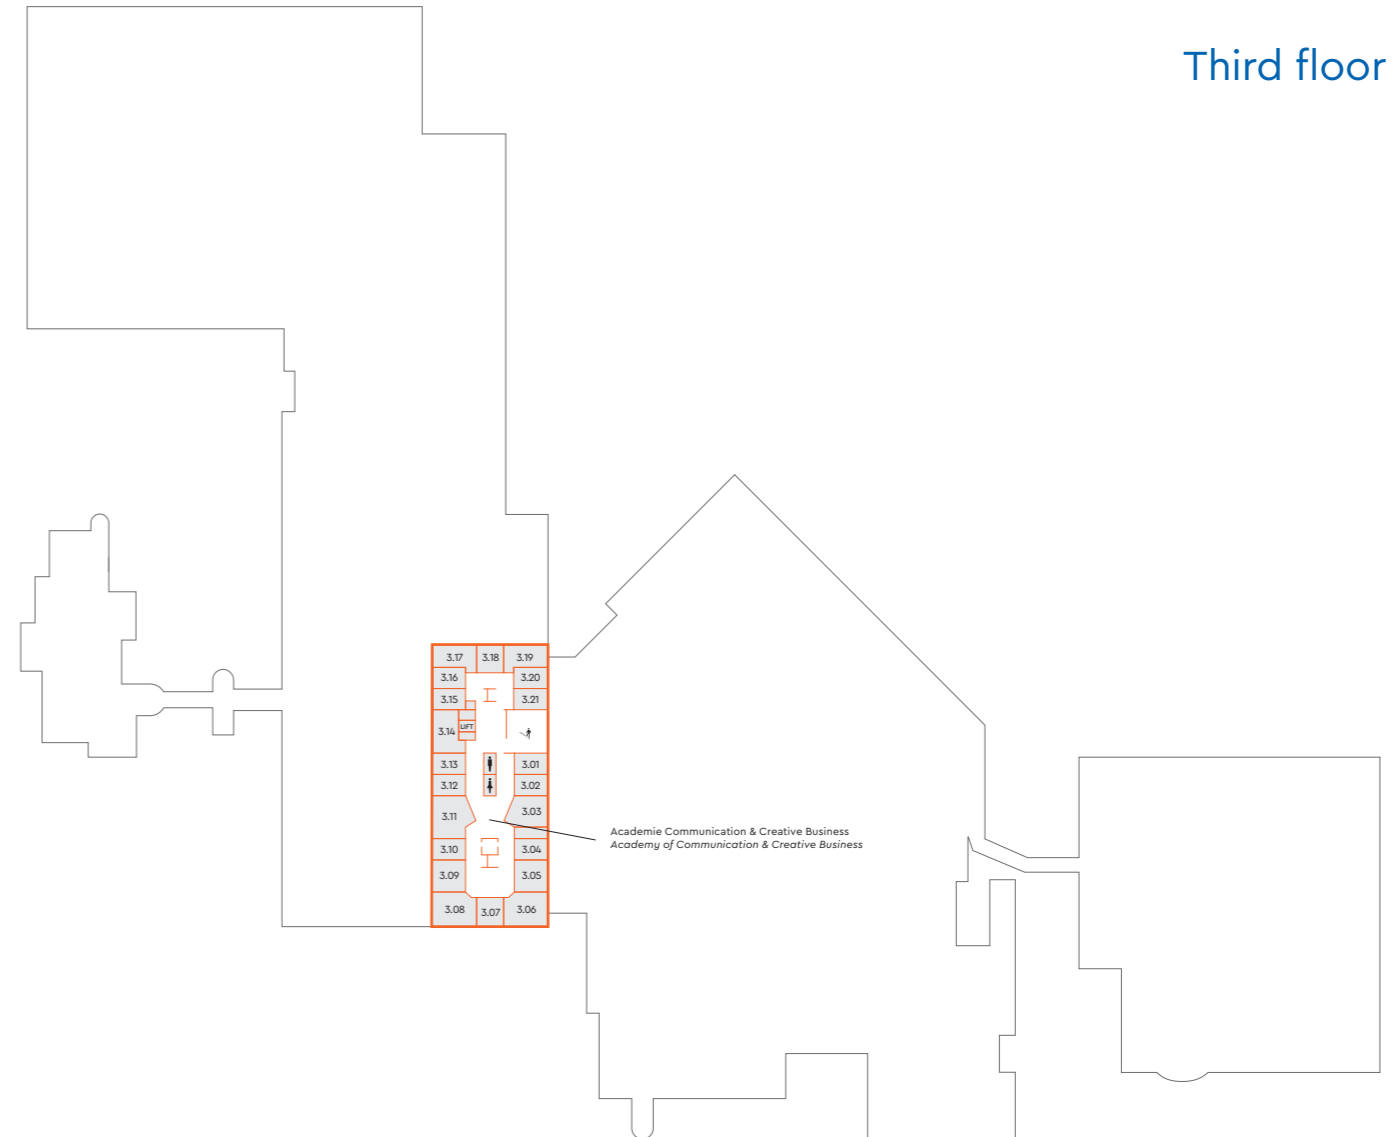 Third floor
3.17 3.18 3.19
3.16 3.20
3.15 3.21
LIFT
3.14
3.13 3.01
3.12 3.02
3.11 3.03
Academie Communication & Creative Business
Academy of Communication & Creative Business
3.10 3.04
3.09 3.05
3.08 3.07 3.06